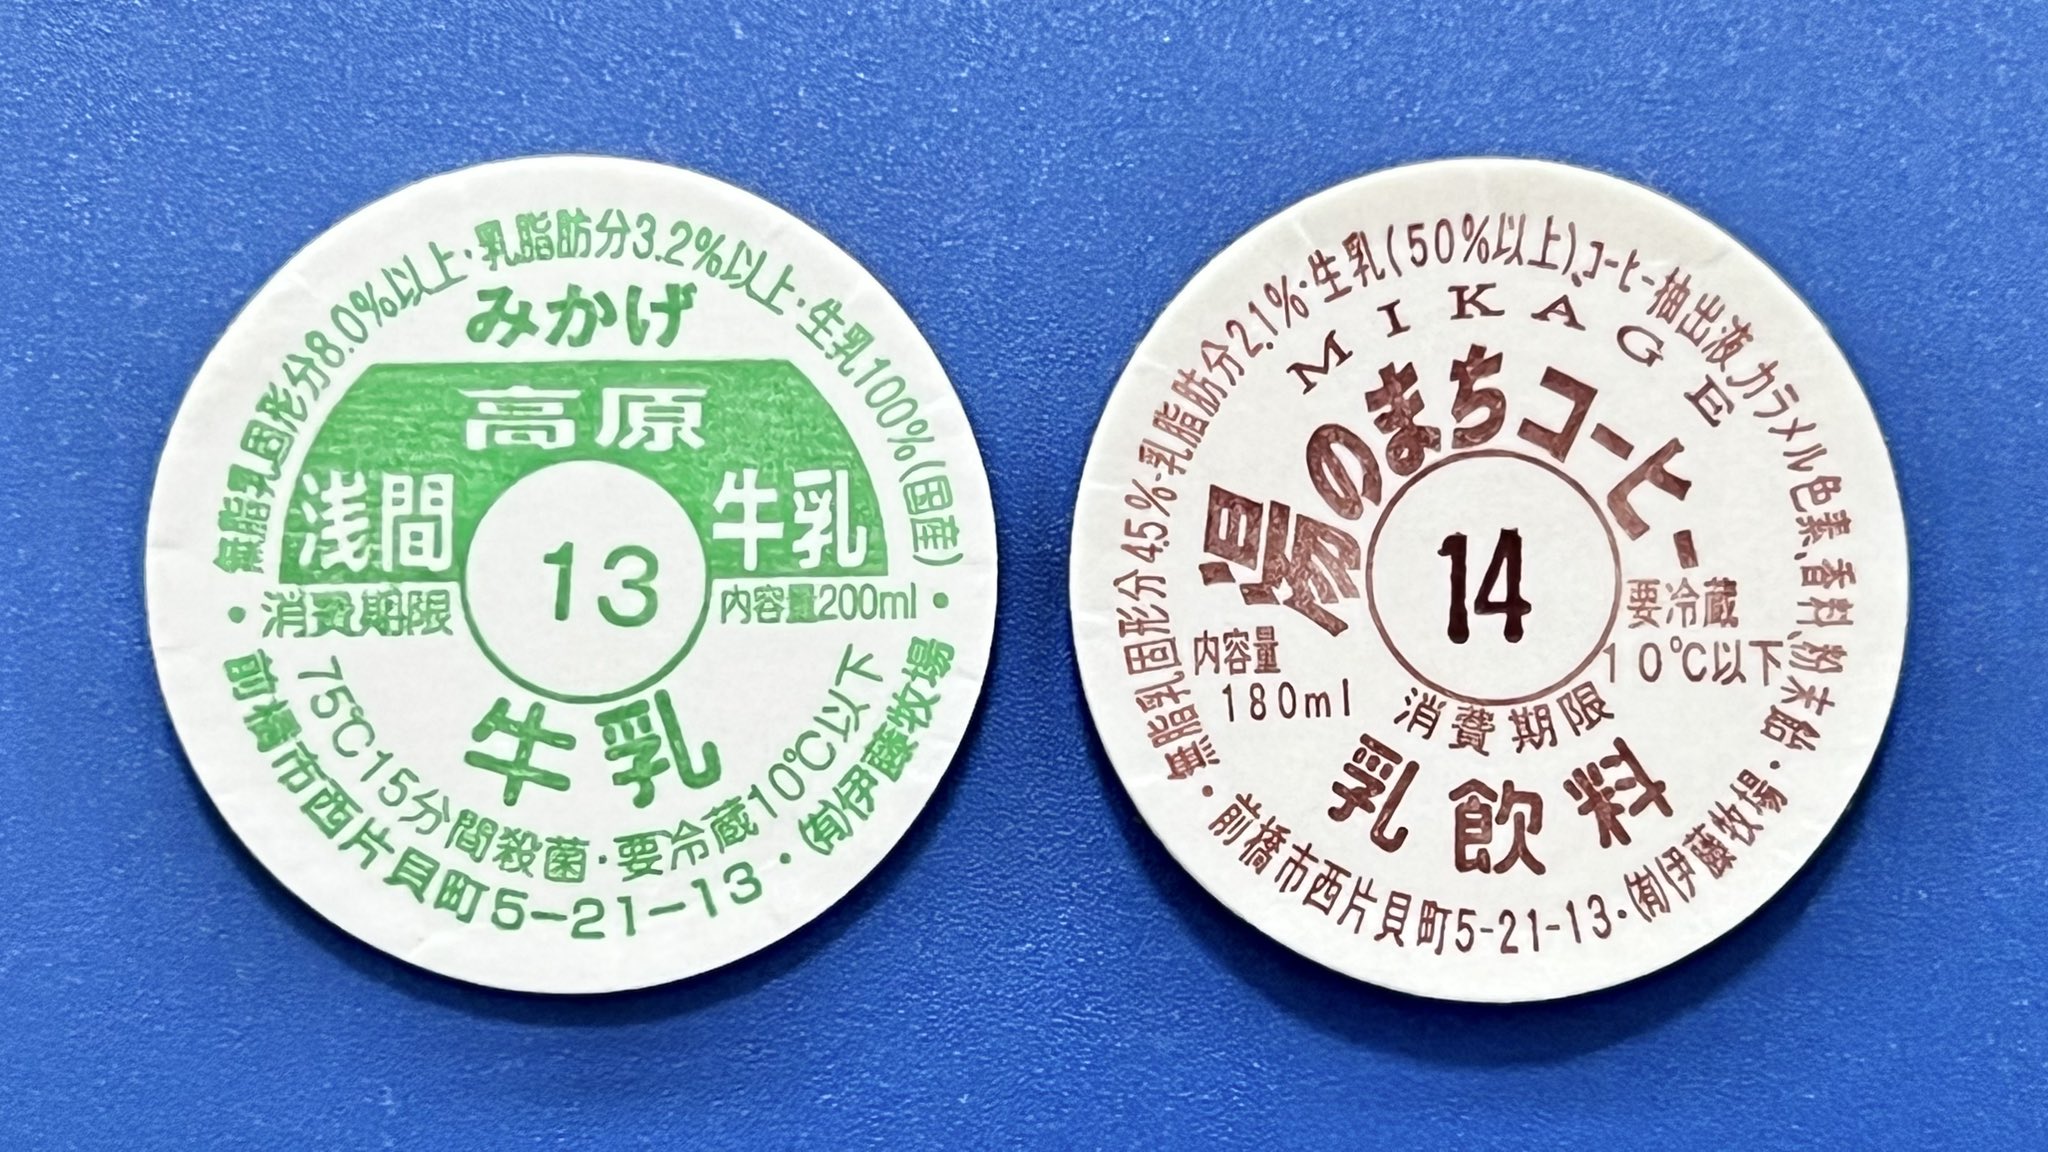 無脂乳固形分8.0%以上・乳脂肪分3.2%以上・生乳100%(国産)
みかげ
高原
浅間 牛乳
13
消費期限 内容量200ml
牛乳
75℃15分間殺菌・要冷蔵10℃以下
・前橋市西片貝町5-21-13・(有)伊藤牧場・
無脂乳固形分4.5%・乳脂肪分2.1%・生乳(50%以上)、コーヒー抽出液、カラメル色素、香料、粉末飴・
MIKAGE
湯のまちコーヒー
14
内容量
180ml
要冷蔵
10℃以下
消費期限
乳飲料
・前橋市西片貝町5-21-13・(有)伊藤牧場・